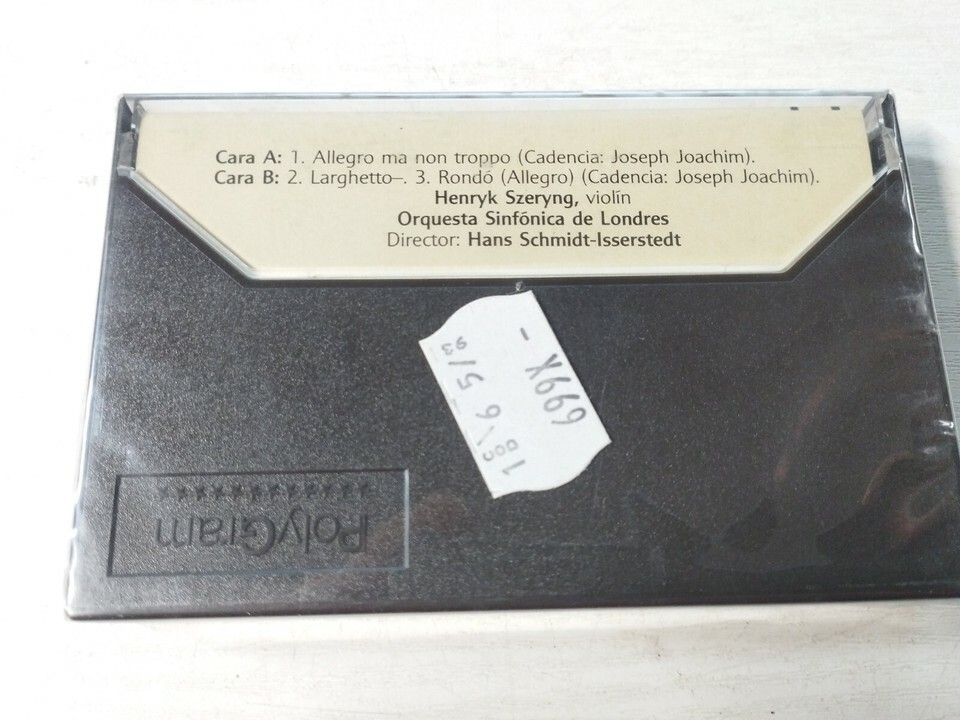 Cara A: 1. Allegro ma non troppo (Cadencia: Joseph Joachim).
Cara B: 2. Larghetto–. 3. Rondó (Allegro) (Cadencia: Joseph Joachim).
Henryk Szeryng, violín
Orquesta Sinfónica de Londres
Director: Hans Schmidt-Isserstedt
PolyGram